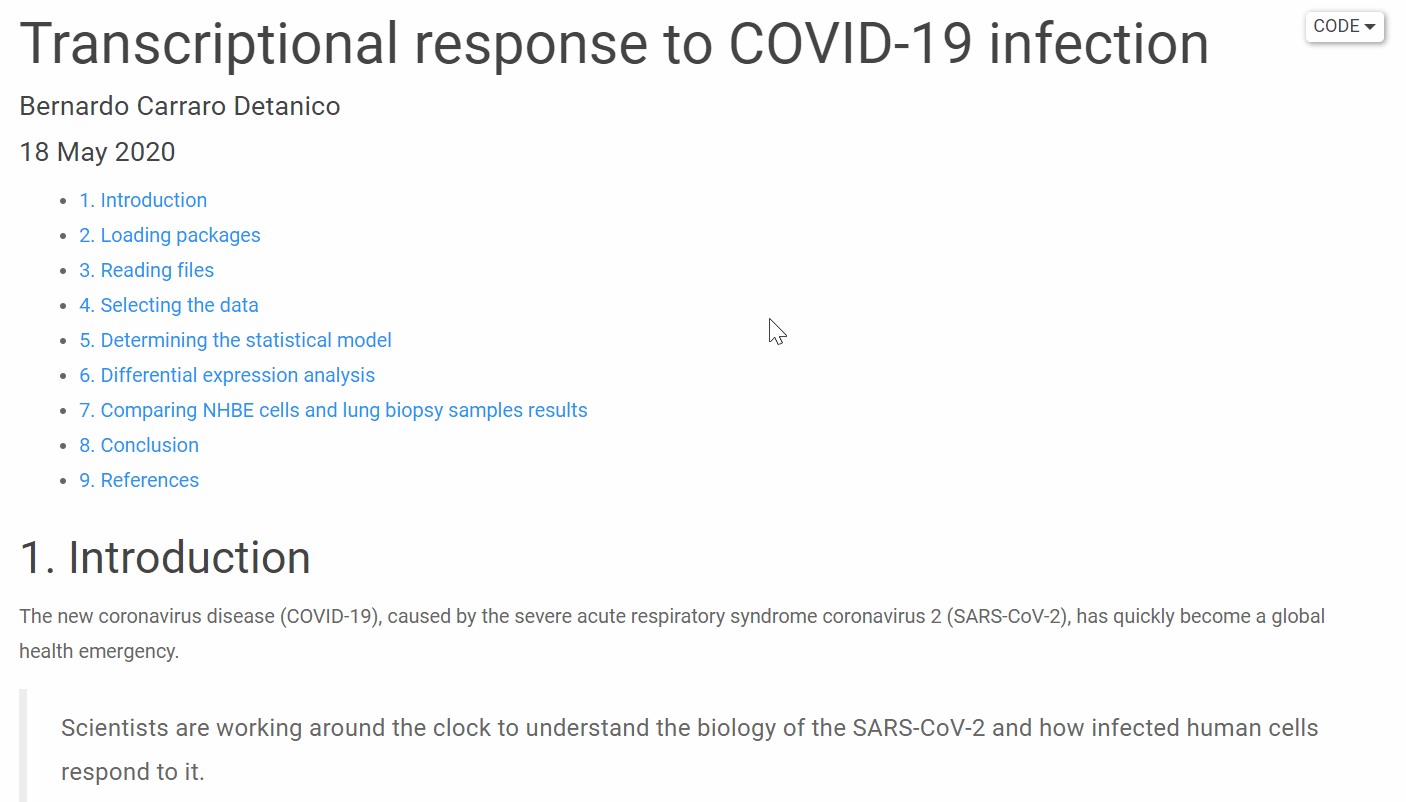 Transcriptional response to COVID-19 infection
CODE
Bernardo Carraro Detanico
18 May 2020
1. Introduction
2. Loading packages
3. Reading files
4. Selecting the data
5. Determining the statistical model
6. Differential expression analysis
7. Comparing NHBE cells and lung biopsy samples results
8. Conclusion
9. References
1. Introduction
The new coronavirus disease (COVID-19), caused by the severe acute respiratory syndrome coronavirus 2 (SARS-CoV-2), has quickly become a global
health emergency.
Scientists are working around the clock to understand the biology of the SARS-CoV-2 and how infected human cells
respond to it.